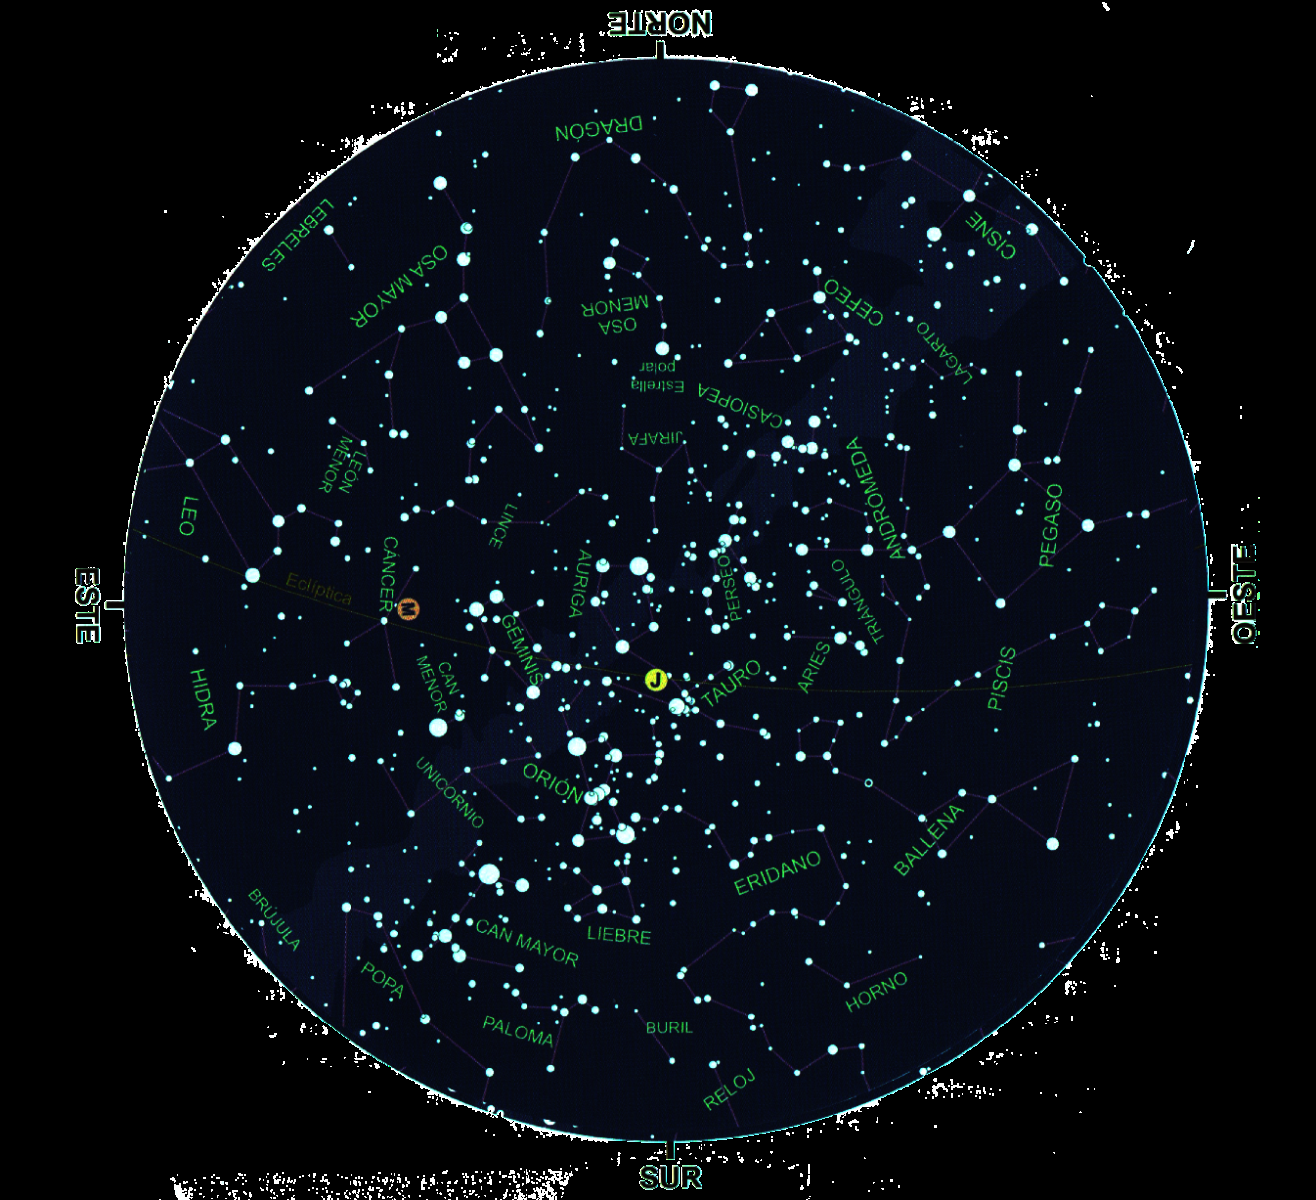 NORTE
DRAGÓN
LEBRELES
CISNE
OSA MAYOR
CEFEO
OSA
MENOR
LAGARTO
Estrella
polar
CASIOPEA
JIRAFA
LEÓN
MENOR
ANDRÓMEDA
LEO
LINCE
PEGASO
CÁNCER
AURIGA
PERSEO
TRIANGULO
Eclíptica
M
ESTE
OESTE
GÉMINIS
ARIES
PISCIS
CAN
MENOR
J
TAURO
HIDRA
UNICORNIO
ORIÓN
BALLENA
ERIDANO
BRÚJULA
CAN MAYOR
LIEBRE
POPA
HORNO
PALOMA
BURIL
RELOJ
SUR